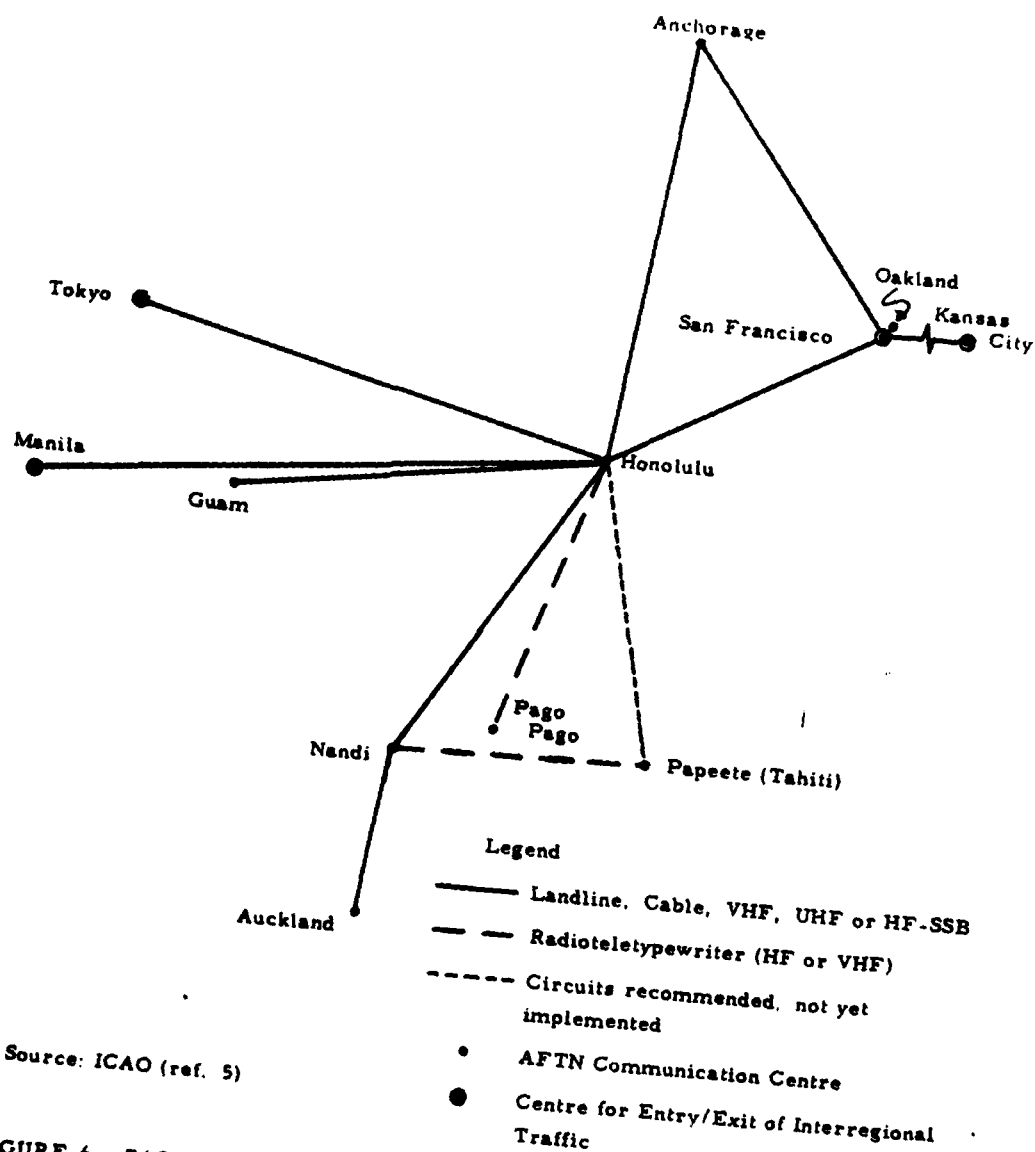 Anchorage
Oakland
Tokyo
Kansas
San Francisco
City
Manila
Honolulu
Guam
Pago
Pago
Nandi
Papeete (Tahiti)
Auckland
Legend
Landline, Cable, VHF, UHF or HF-SSB
Radioteletypewriter (HF or VHF)
Circuits recommended, not yet
implemented
AFTN Communication Centre
Centre for Entry/Exit of Interregional
Traffic
Source: ICAO (ref. 5)